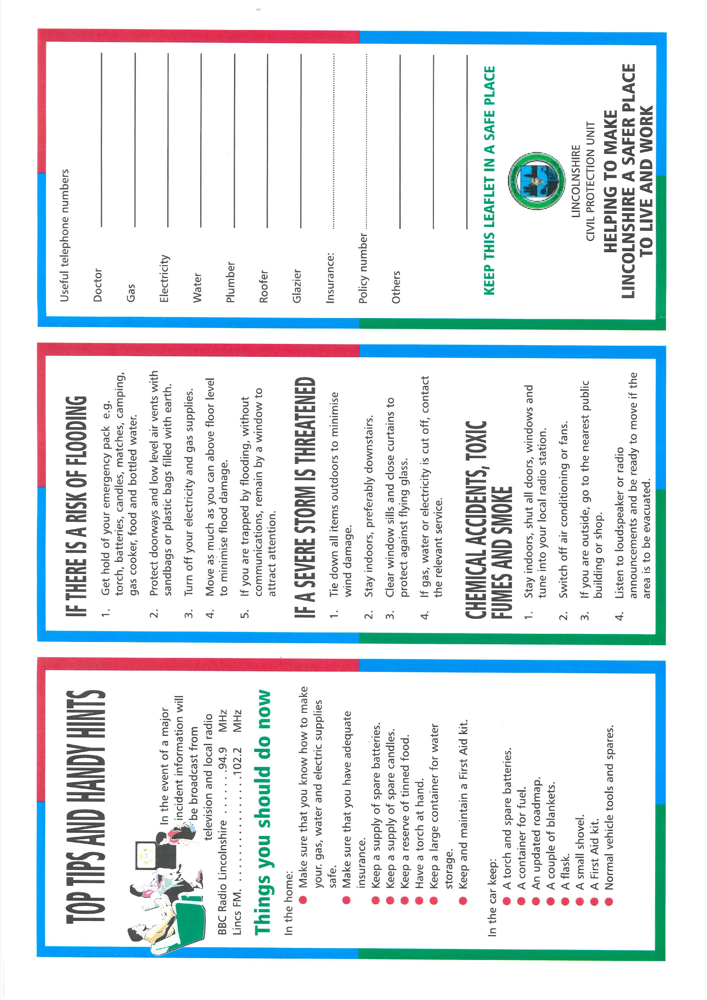 TOP TIPS AND HANDY HINTS
In the event of a major
incident information will
be broadcast from
television and local radio
BBC Radio Lincolnshire . . . . . .94.9 MHz
Lincs FM. . . . . . . . . . . . . . . .102.2 MHz
Things you should do now
In the home:
● Make sure that you know how to make
your. gas, water and electric supplies
safe.
● Make sure that you have adequate
insurance.
● Keep a supply of spare batteries.
● Keep a supply of spare candles.
● Keep a reserve of tinned food.
● Have a torch at hand.
● Keep a large container for water
storage.
● Keep and maintain a First Aid kit.
In the car keep:
● A torch and spare batteries.
● A container for fuel.
● An updated roadmap.
● A couple of blankets.
● A flask.
● A small shovel.
● A First Aid kit.
● Normal vehicle tools and spares.
IF THERE IS A RISK OF FLOODING
1. Get hold of your emergency pack e.g.
torch, batteries, candles, matches, camping,
gas cooker, food and bottled water.
2. Protect doorways and low level air vents with
sandbags or plastic bags filled with earth.
3. Turn off your electricity and gas supplies.
4. Move as much as you can above floor level
to minimise flood damage.
5. If you are trapped by flooding, without
communications, remain by a window to
attract attention.
IF A SEVERE STORM IS THREATENED
1. Tie down all items outdoors to minimise
wind damage.
2. Stay indoors, preferably downstairs.
3. Clear window sills and close curtains to
protect against flying glass.
4. If gas, water or electricity is cut off, contact
the relevant service.
CHEMICAL ACCIDENTS, TOXIC
FUMES AND SMOKE
1. Stay indoors, shut all doors, windows and
tune into your local radio station.
2. Switch off air conditioning or fans.
3. If you are outside, go to the nearest public
building or shop.
4. Listen to loudspeaker or radio
announcements and be ready to move if the
area is to be evacuated.
Useful telephone numbers
Doctor
Gas
Electricity
Water
Plumber
Roofer
Glazier
Insurance:
Policy number
Others
KEEP THIS LEAFLET IN A SAFE PLACE
LINCOLNSHIRE
CIVIL PROTECTION UNIT
HELPING TO MAKE
LINCOLNSHIRE A SAFER PLACE
TO LIVE AND WORK